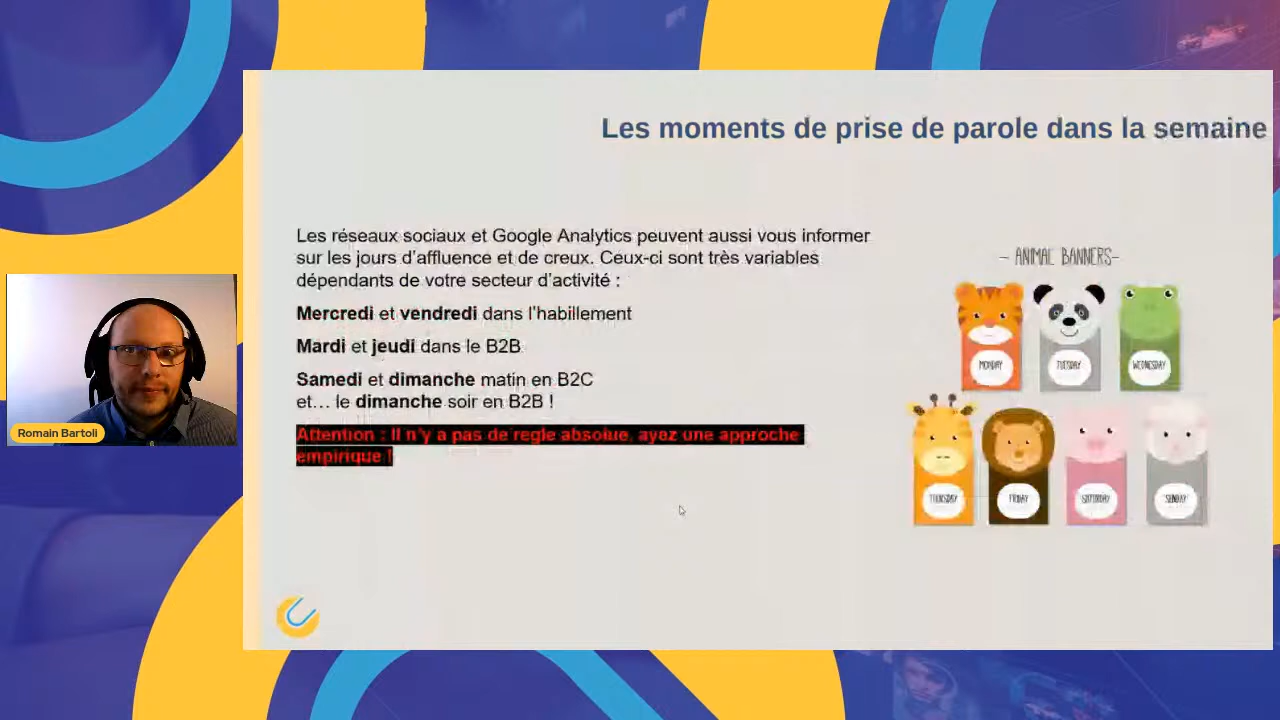 Les moments de prise de parole dans la semaine
Les réseaux sociaux et Google Analytics peuvent aussi vous informer
sur les jours d'affluence et de creux. Ceux-ci sont très variables
dépendants de votre secteur d'activité :
Mercredi et vendredi dans l'habillement
Mardi et jeudi dans le B2B
Samedi et dimanche matin en B2C
et… le dimanche soir en B2B !
Attention : Il n'y a pas de regle absolue, ayez une approche
empirique !
- ANIMAL BANNERS-
MONDAY
TUESDAY
WEDNESDAY
THURSDAY
FRIDAY
SATURDAY
SUNDAY
Romain Bartoli